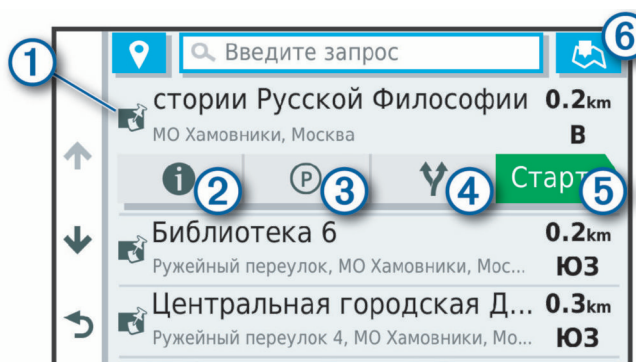 6
1
Введите запрос
стории Русской Философии 0.2km
МО Хамовники, Москва В
2 P 3 4 Старт 5
Библиотека 6 0.2km
Ружейный переулок, МО Хамовники, Мос... ЮЗ
Центральная городская Д... 0.3km
Ружейный переулок 4, МО Хамовники, Мо... ЮЗ